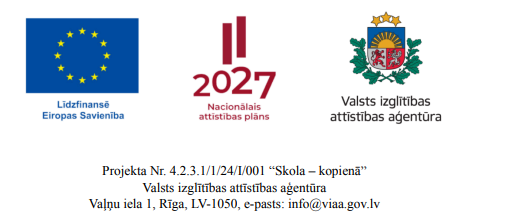 Līdzfinansē
Eiropas Savienība
2027
Nacionālais
attīstības plāns
Valsts izglītības
attīstības aģentūra
Projekta Nr. 4.2.3.1/1/24/I/001 “Skola – kopienā”
Valsts izglītības attīstības aģentūra
Vaļņu iela 1, Rīga, LV-1050, e-pasts: info@viaa.gov.lv